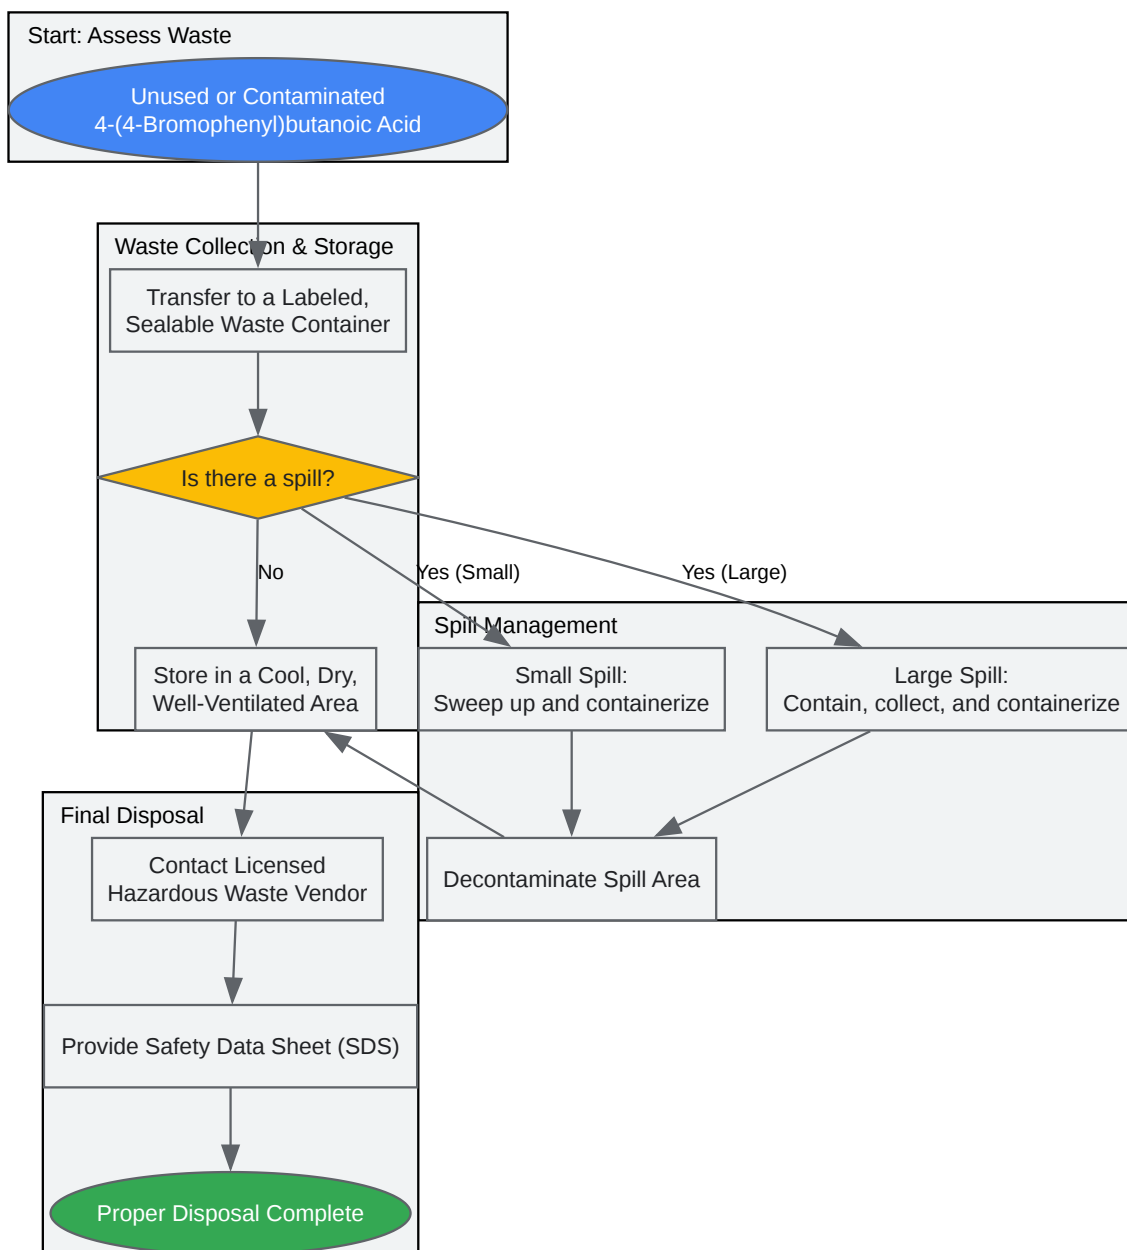 Start: Assess Waste
Unused or Contaminated
4-(4-Bromophenyl)butanoic Acid
Waste Collection & Storage
Transfer to a Labeled,
Sealable Waste Container
Is there a spill?
No
Yes (Small)
Yes (Large)
Spill Management
Store in a Cool, Dry,
Well-Ventilated Area
Small Spill:
Sweep up and containerize
Large Spill:
Contain, collect, and containerize
Final Disposal
Contact Licensed
Hazardous Waste Vendor
Decontaminate Spill Area
Provide Safety Data Sheet (SDS)
Proper Disposal Complete